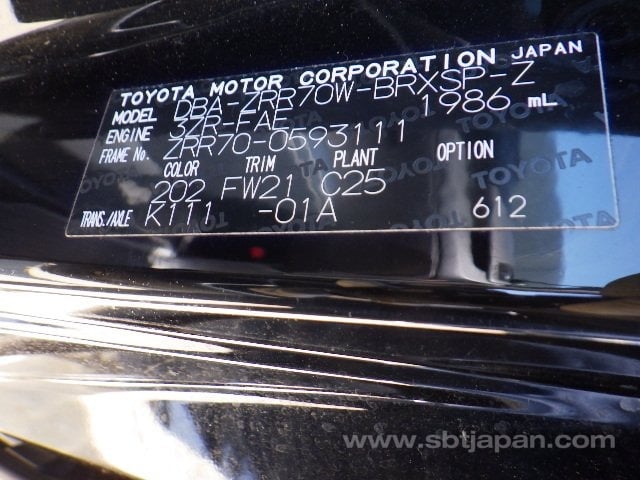 TOYOTA MOTOR CORPORATION JAPAN
MODEL DBA-ZRR70W-BRXSP-Z
ENGINE 3ZR-FAE 1986 mL
FRAME No. ZRR70-0593111
COLOR TRIM PLANT OPTION
202 FW21 C25
TRANS./AXLE K111 -01A 612
www.sbtjapan.com